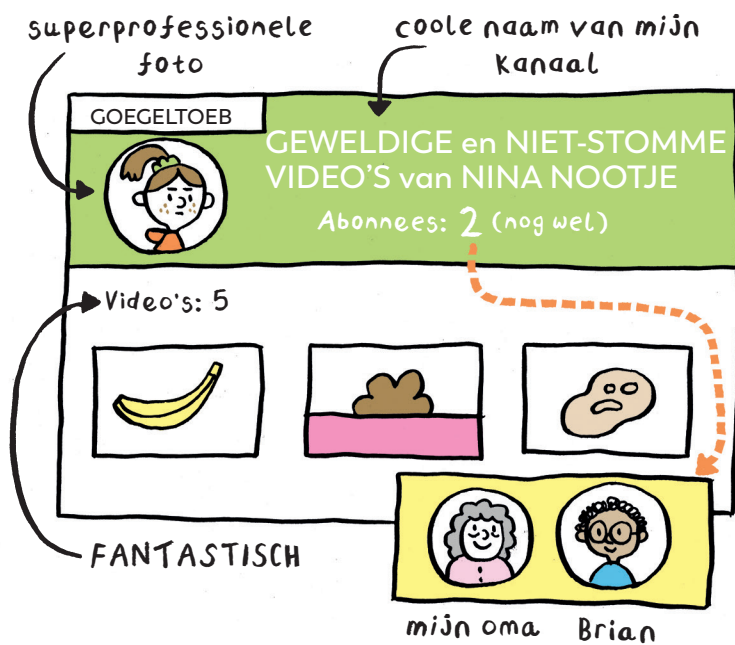 superprofessionele
foto
coole naam van mijn
kanaal
GOEGELTOEB
GEWELDIGE en NIET-STOMME
VIDEO'S van NINA NOOTJE
Abonnees: 2 (nog wel)
Video's: 5
FANTASTISCH
mijn oma
Brian